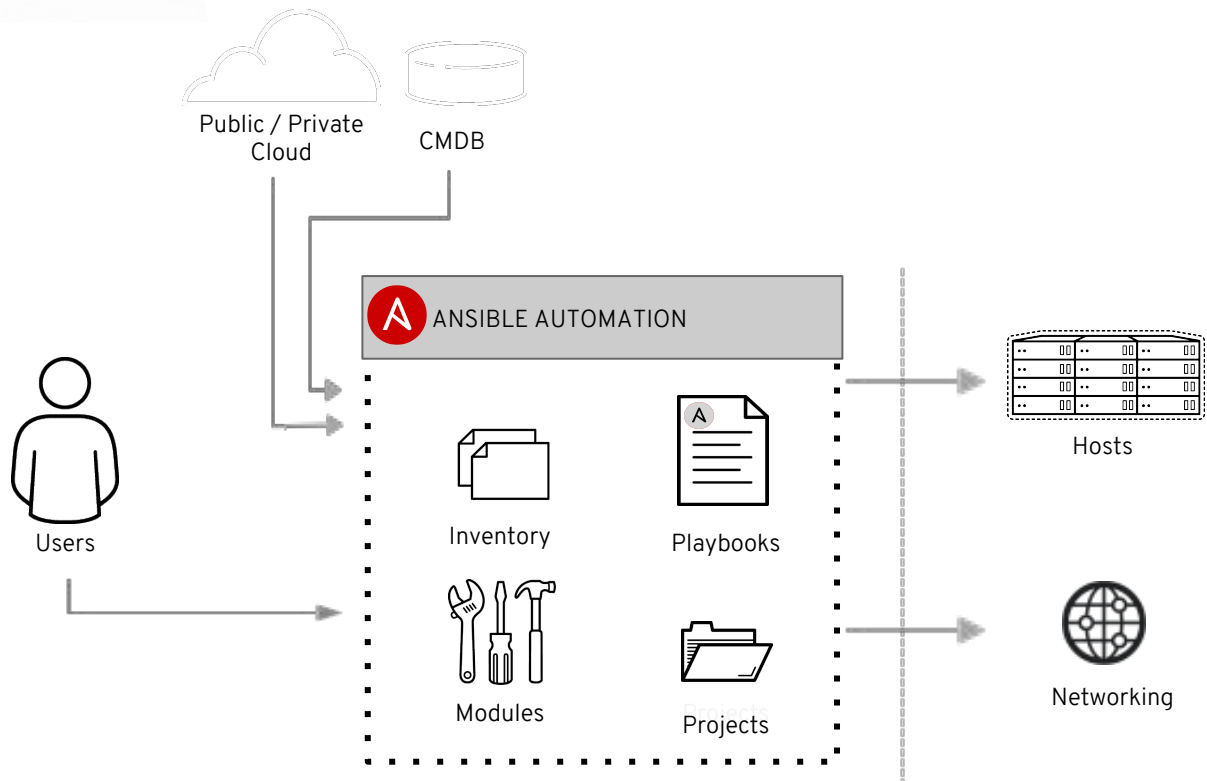 Public / Private
Cloud
CMDB
ANSIBLE AUTOMATION
Hosts
Users
Inventory
Playbooks
Modules
Projects
Networking